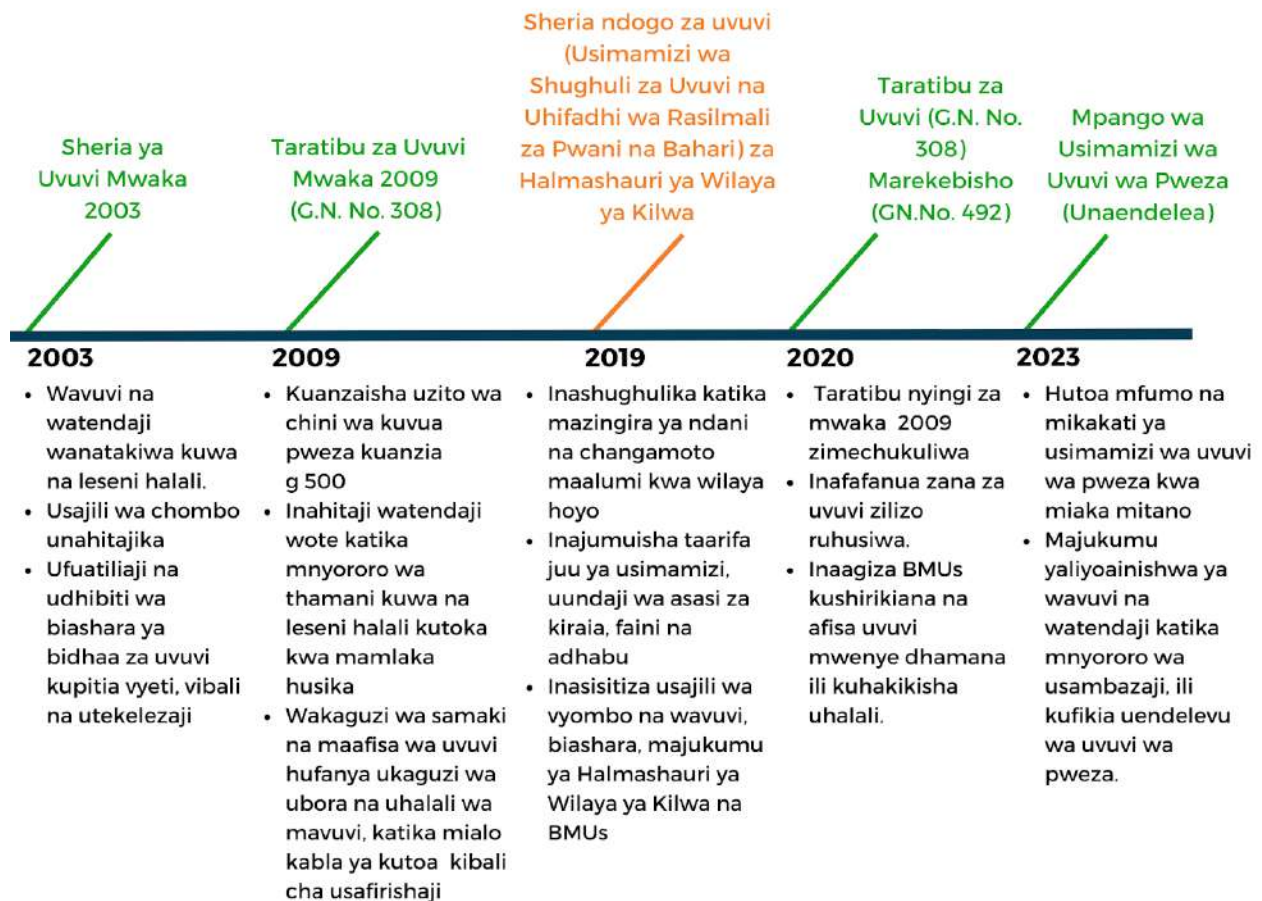 Sheria ya
Uvuvi Mwaka
2003
Taratibu za Uvuvi
Mwaka 2009
(G.N. No. 308)
Sheria ndogo za uvuvi
(Usimamizi wa
Shughuli za Uvuvi na
Uhifadhi wa Rasilmali
za Pwani na Bahari) za
Halmashauri ya Wilaya
ya Kilwa
Taratibu za
Uvuvi (G.N. No.
308)
Marekebisho
(GN.No. 492)
Mpango wa
Usimamizi wa
Uvuvi wa Pweza
(Unaendelea)
2003
• Wavuvi na
watendaji
wanatakiwa kuwa
na leseni halali.
• Usajili wa chombo
unahitajika
• Ufuatiliaji na
udhibiti wa
biashara ya
bidhaa za uvuvi
kupitia vyeti, vibali
na utekelezaji
2009
• Kuanzaisha uzito wa
chini wa kuvua
pweza kuanzia
g 500
• Inahitaji watendaji
wote katika
mnyororo wa
thamani kuwa na
leseni halali kutoka
kwa mamlaka
husika
• Wakaguzi wa samaki
na maafisa wa uvuvi
hufanya ukaguzi wa
ubora na uhalali wa
mavuvi, katika mialo
kabla ya kutoa kibali
cha usafirishaji
2019
• Inashughulika katika
mazingira ya ndani
na changamoto
maalumi kwa wilaya
hoyo
• Inajumuisha taarifa
juu ya usimamizi,
uundaji wa asasi za
kiraia, faini na
adhabu
• Inasisitiza usajili wa
vyombo na wavuvi,
biashara, majukumu
ya Halmashauri ya
Wilaya ya Kilwa na
BMUs
2020
• Taratibu nyingi za
mwaka 2009
zimechukuliwa
• Inafafanua zana za
uvuvi zilizo
ruhusiwa.
• Inaagiza BMUs
kushirikiana na
afisa uvuvi
mwenye dhamana
ili kuhakikisha
uhalali.
2023
• Hutoa mfumo na
mikakati ya
usimamizi wa uvuvi
wa pweza kwa
miaka mitano
• Majukumu
yaliyoainishwa ya
wavuvi na
watendaji katika
mnyororo wa
usambazaji, ili
kufikia uendelevu
wa uvuvi wa
pweza.